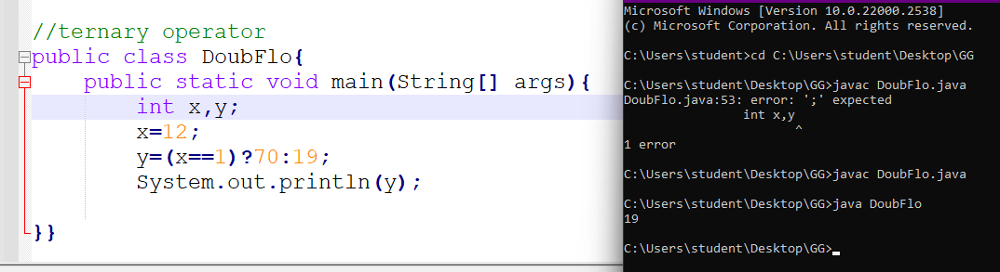 //ternary operator
public class DoubFlo{
public static void main(String[] args){
int x,y;
x=12;
y=(x==1)?70:19;
System.out.println(y);
}}
Microsoft Windows [Version 10.0.22000.2538]
(c) Microsoft Corporation. All rights reserved.
C:\Users\student>cd C:\Users\student\Desktop\GG
C:\Users\student\Desktop\GG>javac DoubFlo.java
DoubFlo.java:53: error: ';' expected
int x,y
^
1 error
C:\Users\student\Desktop\GG>javac DoubFlo.java
C:\Users\student\Desktop\GG>java DoubFlo
19
C:\Users\student\Desktop\GG>